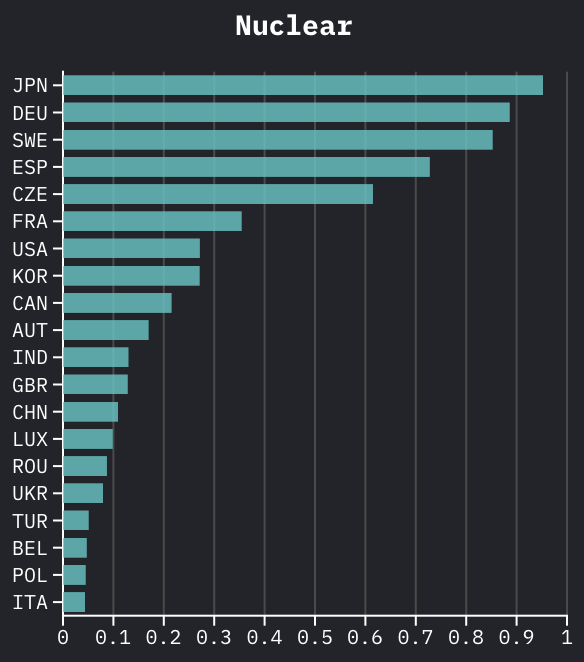 Nuclear
JPN
DEU
SWE
ESP
CZE
FRA
USA
KOR
CAN
AUT
IND
GBR
CHN
LUX
ROU
UKR
TUR
BEL
POL
ITA
0 0.1 0.2 0.3 0.4 0.5 0.6 0.7 0.8 0.9 1